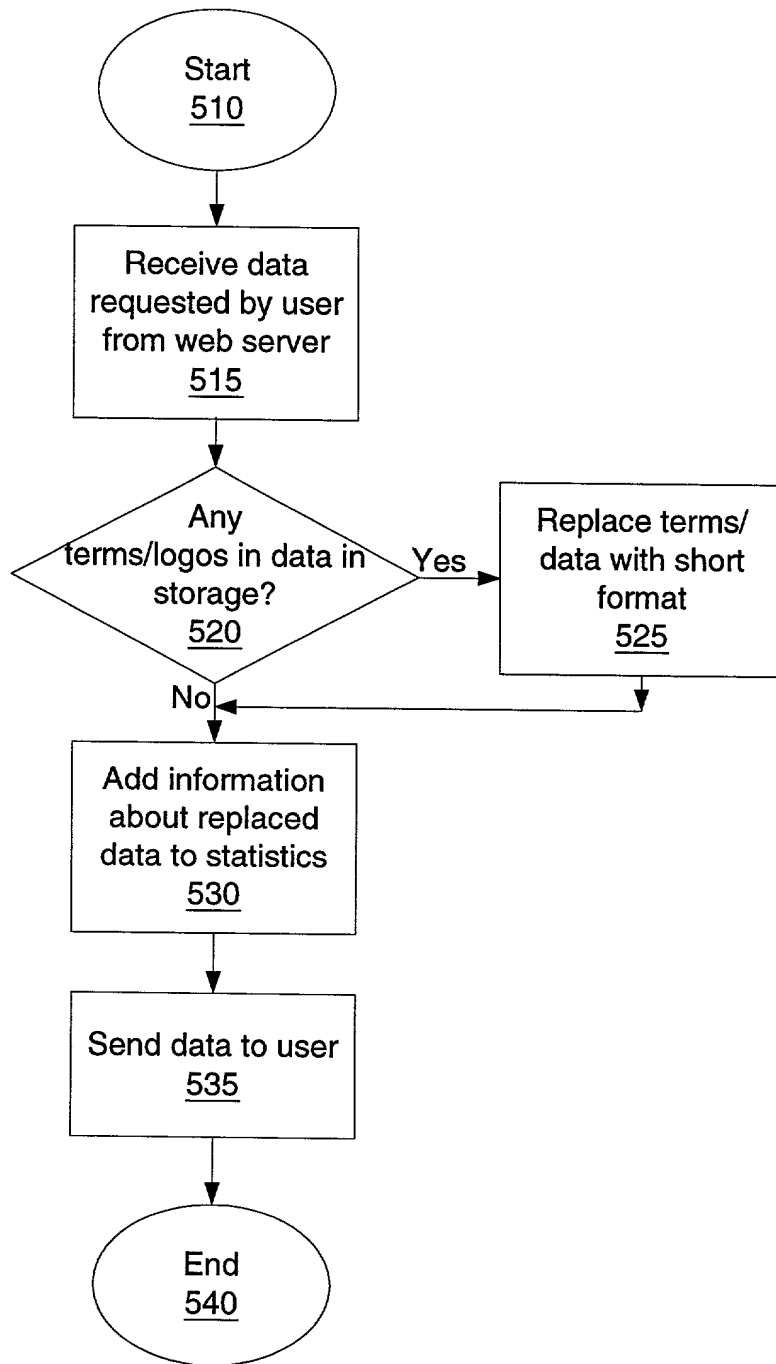 Start
510
Receive data
requested by user
from web server
515
Any
terms/logos in data in
storage?
520
Yes
Replace terms/
data with short
format
525
No
Add information
about replaced
data to statistics
530
Send data to user
535
End
540